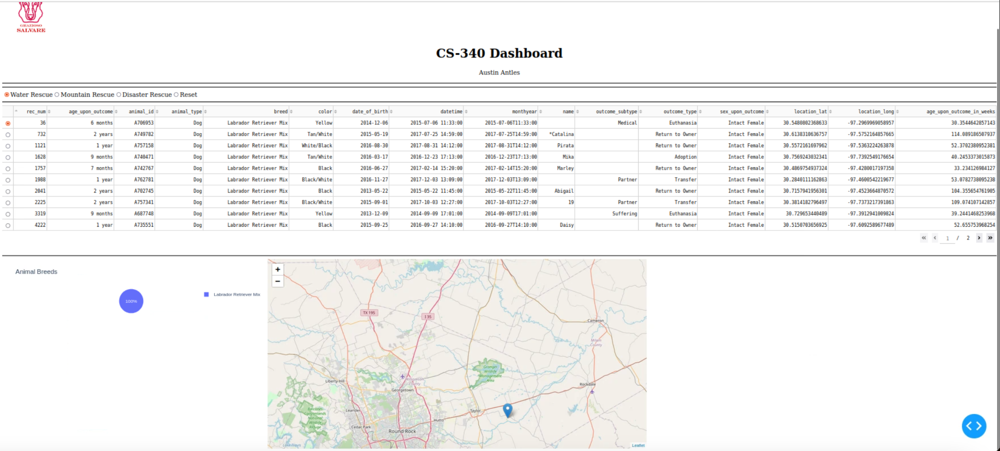 GRAZIOSO
SALVARE
CS-340 Dashboard
Austin Antles
Water Rescue Mountain Rescue Disaster Rescue Reset
rec_num age_upon_outcome animal_id animal_type breed color date_of_birth datetime monthyear name outcome_subtype outcome_type sex_upon_outcome location_lat location_long age_upon_outcome_in_weeks
36 6 months A706953 Dog Labrador Retriever Mix Yellow 2014-12-06 2015-07-06 11:33:00 2015-07-06T11:33:00 Medical Euthanasia Intact Female 30.5480802368633 -97.2969969058957 30.3544642857143
732 2 years A749782 Dog Labrador Retriever Mix Tan/White 2015-05-19 2017-07-25 14:59:00 2017-07-25T14:59:00 *Catalina Return to Owner Intact Female 30.6138310636757 -97.5752164857665 114.089186507937
1121 1 year A757158 Dog Labrador Retriever Mix White/Black 2016-08-30 2017-08-31 14:12:00 2017-08-31T14:12:00 Pirata Return to Owner Intact Female 30.5572161697962 -97.5363224263878 52.3702380952381
1628 9 months A740471 Dog Labrador Retriever Mix Tan/White 2016-03-17 2016-12-23 17:13:00 2016-12-23T17:13:00 Mika Adoption Intact Female 30.7569243032341 -97.7392549176654 40.2453373015873
1757 7 months A742767 Dog Labrador Retriever Mix Black 2016-06-27 2017-02-14 15:20:00 2017-02-14T15:20:00 Marley Return to Owner Intact Female 30.4869754937324 -97.4280017197358 33.234126984127
1988 1 year A762781 Dog Labrador Retriever Mix Black/White 2016-11-27 2017-12-03 13:09:00 2017-12-03T13:09:00 Partner Transfer Intact Female 30.2840111162863 -97.4600542219677 53.0782738095238
2041 2 years A702745 Dog Labrador Retriever Mix Black 2013-05-22 2015-05-22 11:45:00 2015-05-22T11:45:00 Abigail Return to Owner Intact Female 30.7157941956301 -97.4523664870572 104.355654761905
2225 2 years A757341 Dog Labrador Retriever Mix Black/White 2015-09-01 2017-10-03 12:27:00 2017-10-03T12:27:00 19 Partner Transfer Intact Female 30.3814182796497 -97.7373217391863 109.074107142857
3319 9 months A687748 Dog Labrador Retriever Mix Yellow 2013-12-09 2014-09-09 17:01:00 2014-09-09T17:01:00 Suffering Euthanasia Intact Female 30.729653440489 -97.3912941009824 39.2441468253968
4222 1 year A735551 Dog Labrador Retriever Mix Black 2015-09-25 2016-09-27 14:10:00 2016-09-27T14:10:00 Daisy Return to Owner Intact Female 30.5150703656925 -97.6092589677489 52.655753968254
« ‹ 1 / 2 › »
Animal Breeds
100%
Labrador Retriever Mix
+
−
TX 195
I 35
Cameron
Milam
County
Granger
Wildlife
Management
Area
Williamson
County
Liberty Hill
Georgetown
Rockdale
Balcones
Canyonlands
National
Wildlife
Refuge
Leander
Taylor
Hutto
Cedar Park
Round Rock
Lake Travis
Leaflet